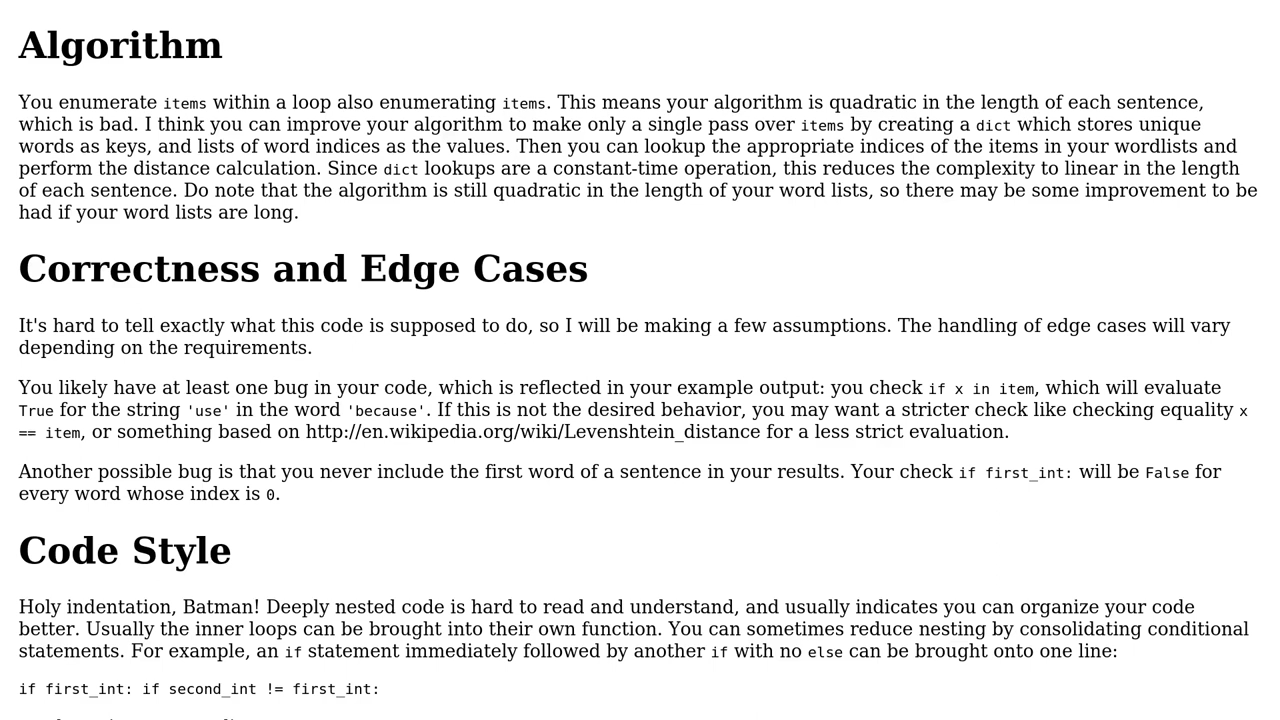 Algorithm
You enumerate items within a loop also enumerating items. This means your algorithm is quadratic in the length of each sentence,
which is bad. I think you can improve your algorithm to make only a single pass over items by creating a dict which stores unique
words as keys, and lists of word indices as the values. Then you can lookup the appropriate indices of the items in your wordlists and
perform the distance calculation. Since dict lookups are a constant-time operation, this reduces the complexity to linear in the length
of each sentence. Do note that the algorithm is still quadratic in the length of your word lists, so there may be some improvement to be
had if your word lists are long.
Correctness and Edge Cases
It's hard to tell exactly what this code is supposed to do, so I will be making a few assumptions. The handling of edge cases will vary
depending on the requirements.
You likely have at least one bug in your code, which is reflected in your example output: you check if x in item, which will evaluate
True for the string 'use' in the word 'because'. If this is not the desired behavior, you may want a stricter check like checking equality x
== item, or something based on http://en.wikipedia.org/wiki/Levenshtein_distance for a less strict evaluation.
Another possible bug is that you never include the first word of a sentence in your results. Your check if first_int: will be False for
every word whose index is 0.
Code Style
Holy indentation, Batman! Deeply nested code is hard to read and understand, and usually indicates you can organize your code
better. Usually the inner loops can be brought into their own function. You can sometimes reduce nesting by consolidating conditional
statements. For example, an if statement immediately followed by another if with no else can be brought onto one line:
if first_int: if second_int != first_int: